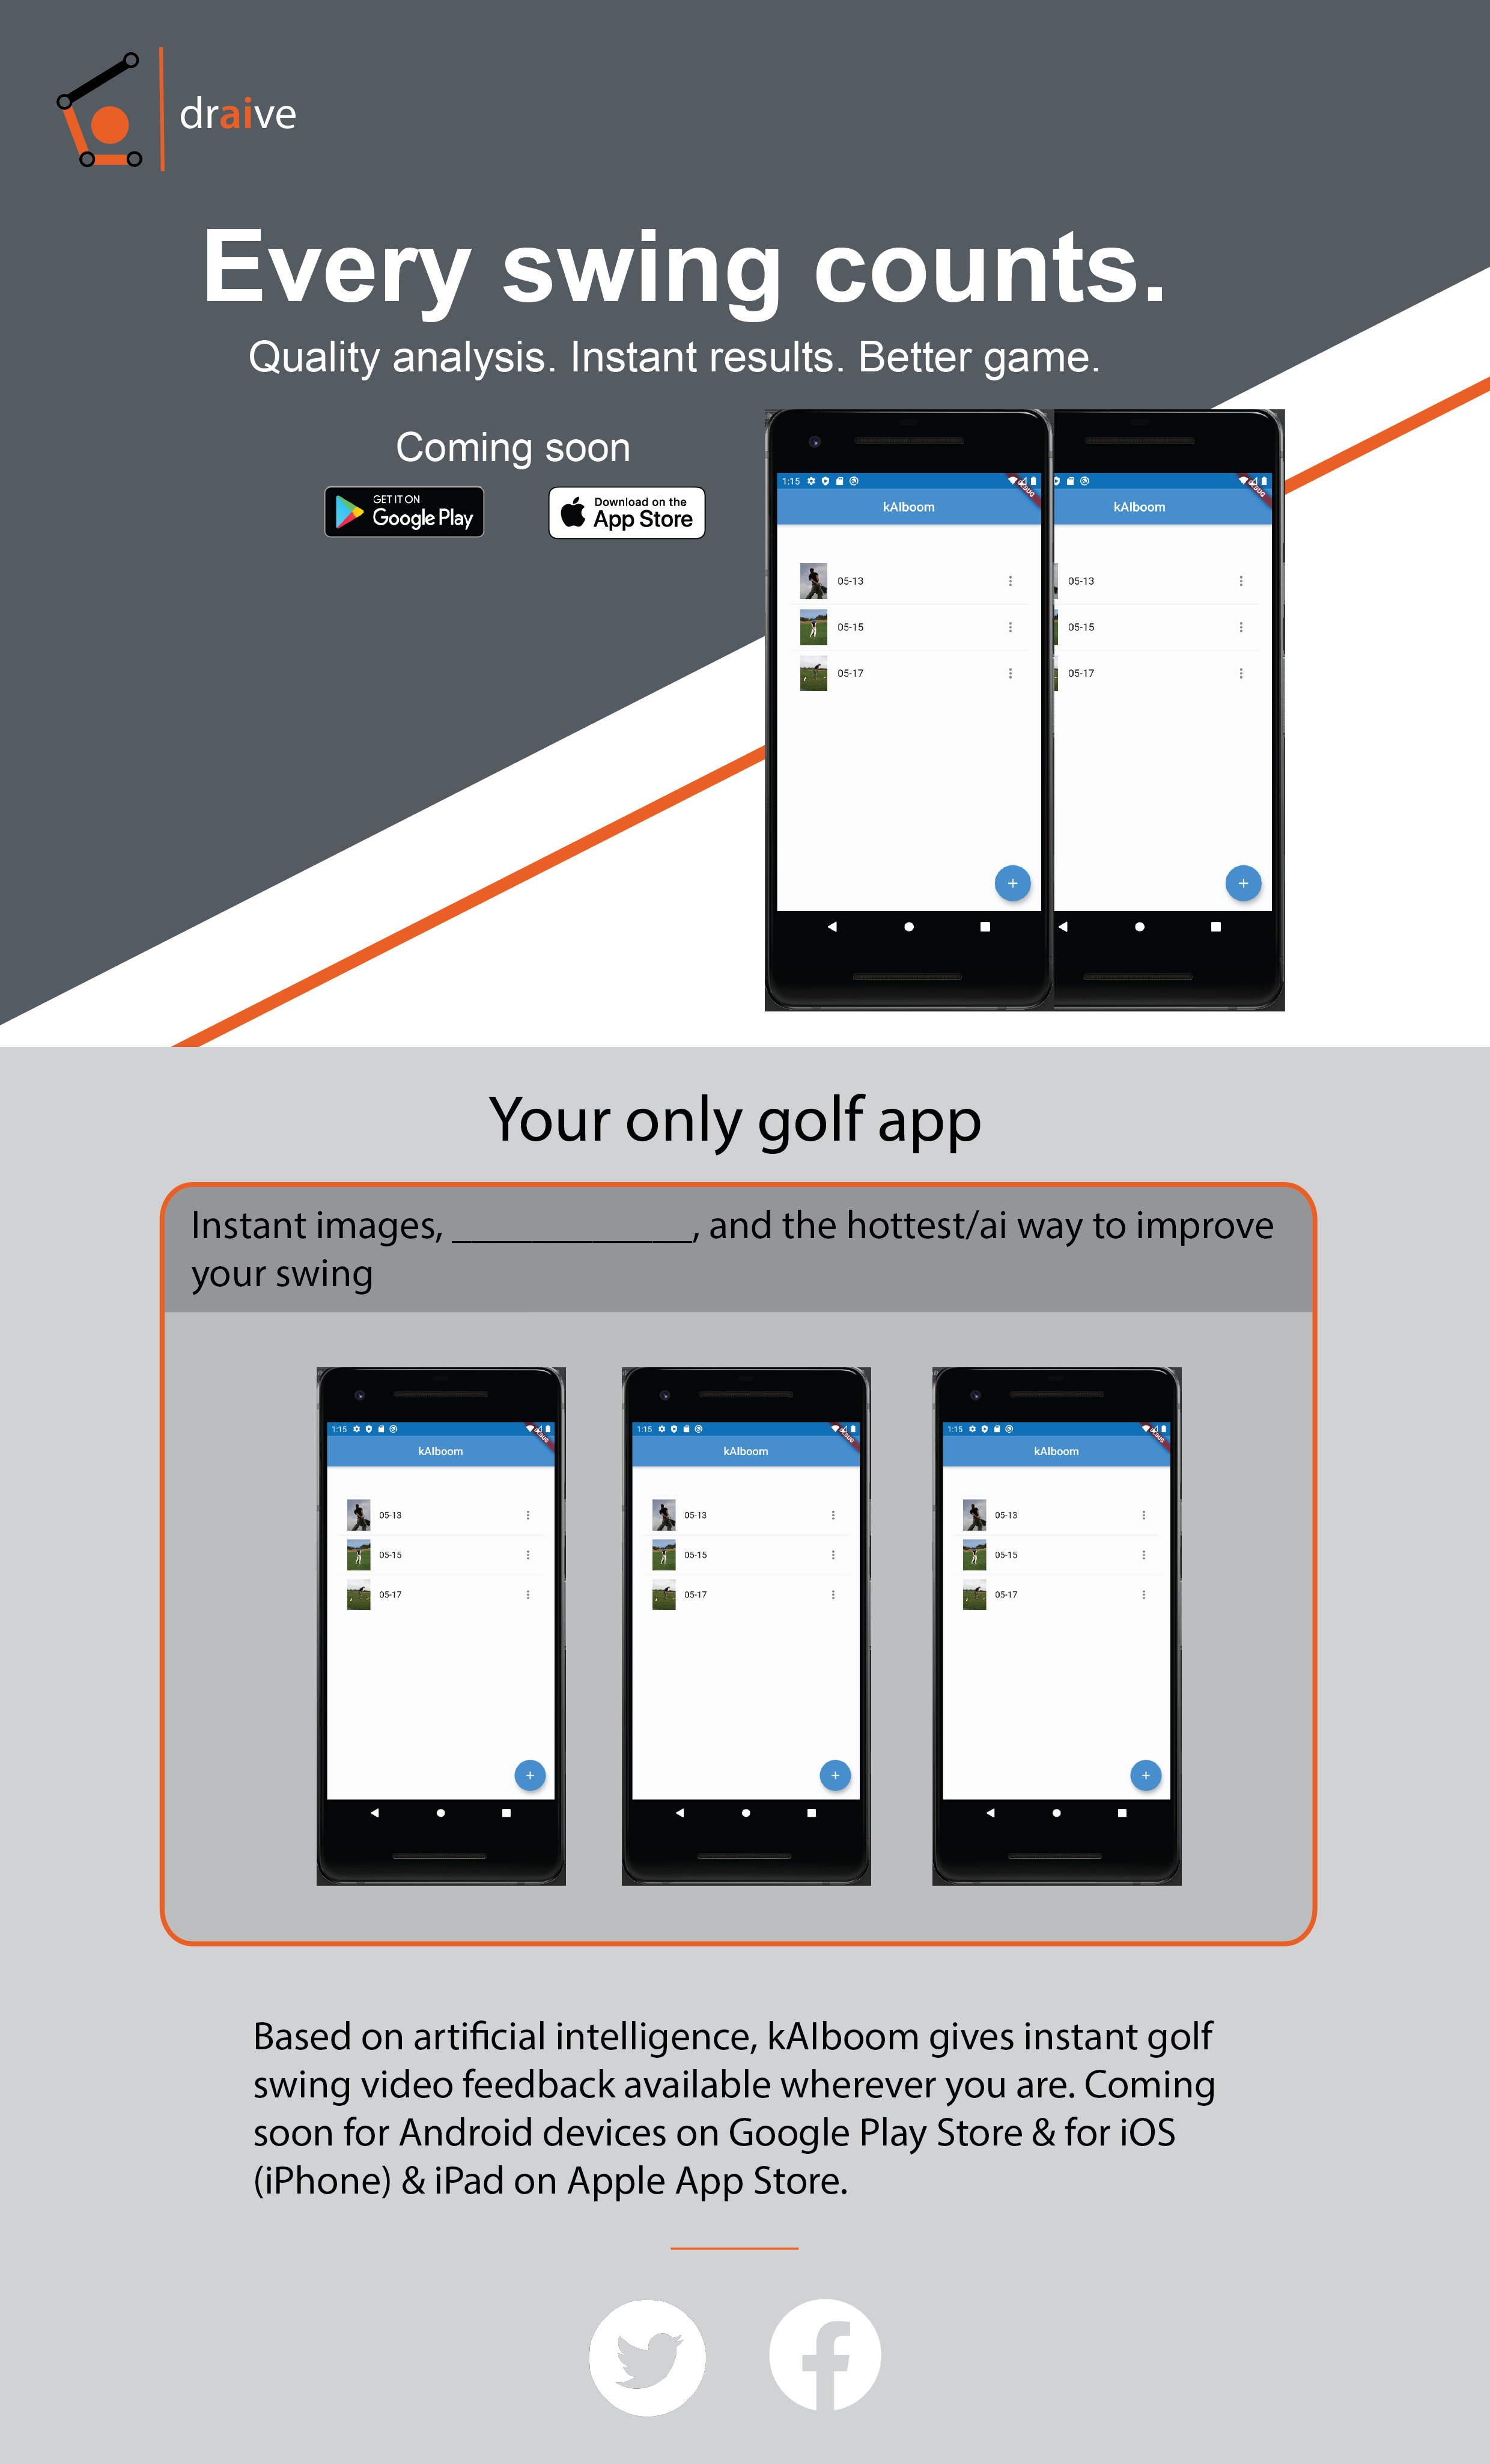 draive
Every swing counts.
Quality analysis. Instant results. Better game.
Coming soon
GET IT ON
Google Play
Download on the
App Store
1:15
DEBUG
kAIboom
05-13
05-15
05-17
DEBUG
kAIboom
05-13
05-15
05-17
Your only golf app
Instant images, ____________, and the hottest/ai way to improve
your swing
1:15
DEBUG
kAIboom
05-13
05-15
05-17
1:15
DEBUG
kAIboom
05-13
05-15
05-17
1:15
DEBUG
kAIboom
05-13
05-15
05-17
Based on artificial intelligence, kAIboom gives instant golf
swing video feedback available wherever you are. Coming
soon for Android devices on Google Play Store & for iOS
(iPhone) & iPad on Apple App Store.